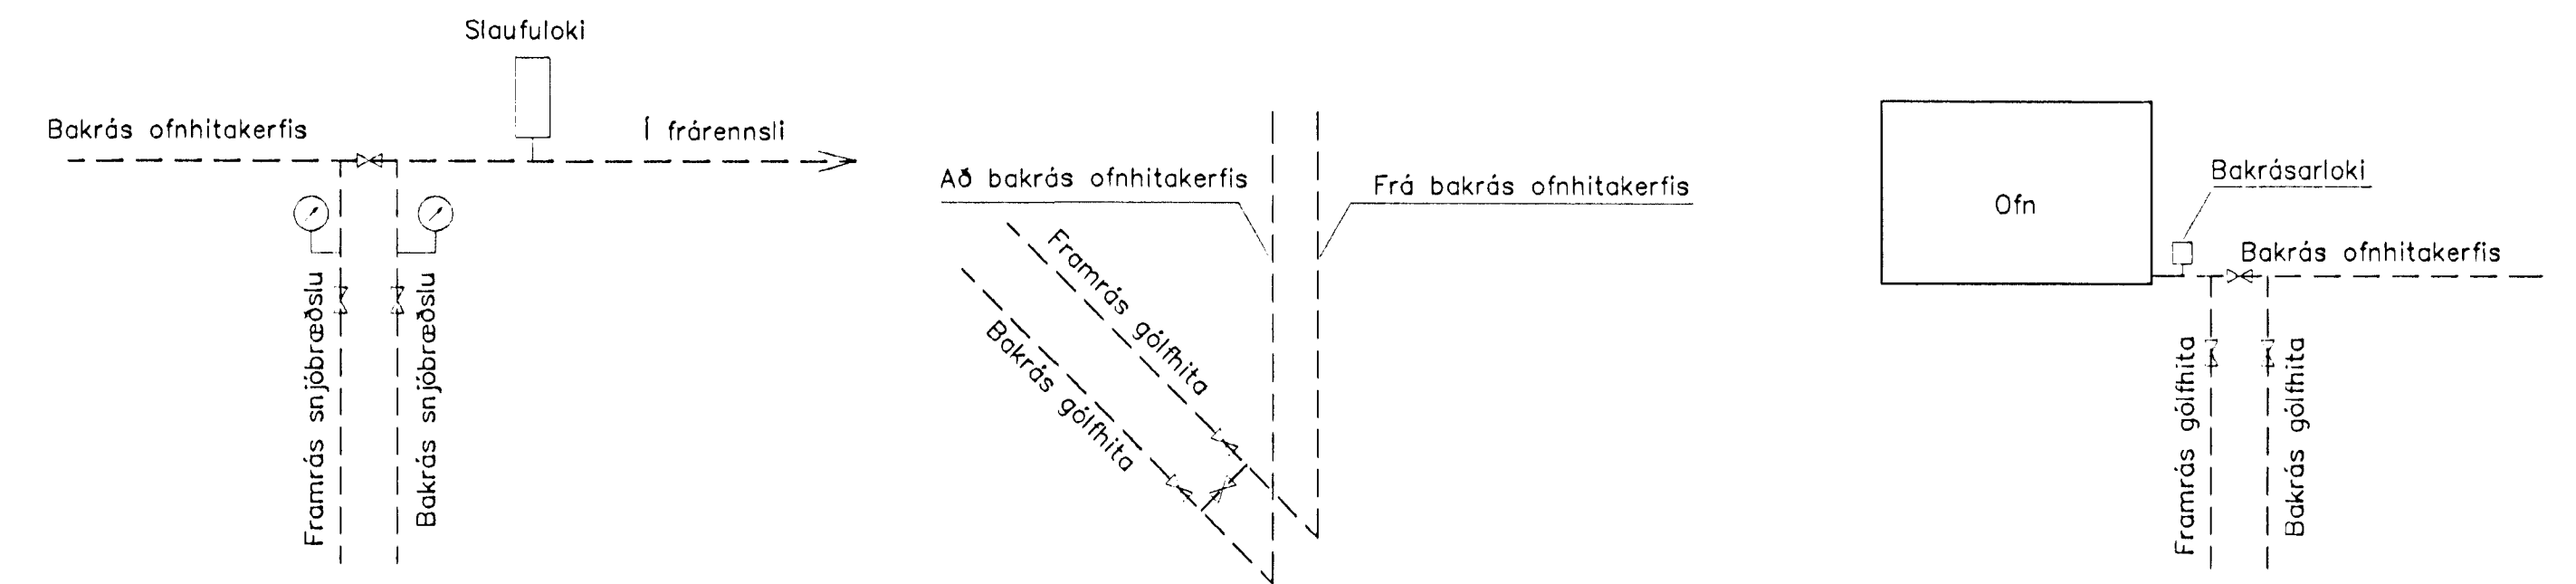 Slaufuloki
Bakrás ofnhitakerfis
Í frárennsli
Framrás snjóbræðslu
Bakrás snjóbræðslu
Að bakrás ofnhitakerfis
Frá bakrás ofnhitakerfis
Framrás gólfhita
Bakrás gólfhita
Ofn
Bakrásarloki
Bakrás ofnhitakerfis
Framrás gólfhita
Bakrás gólfhita